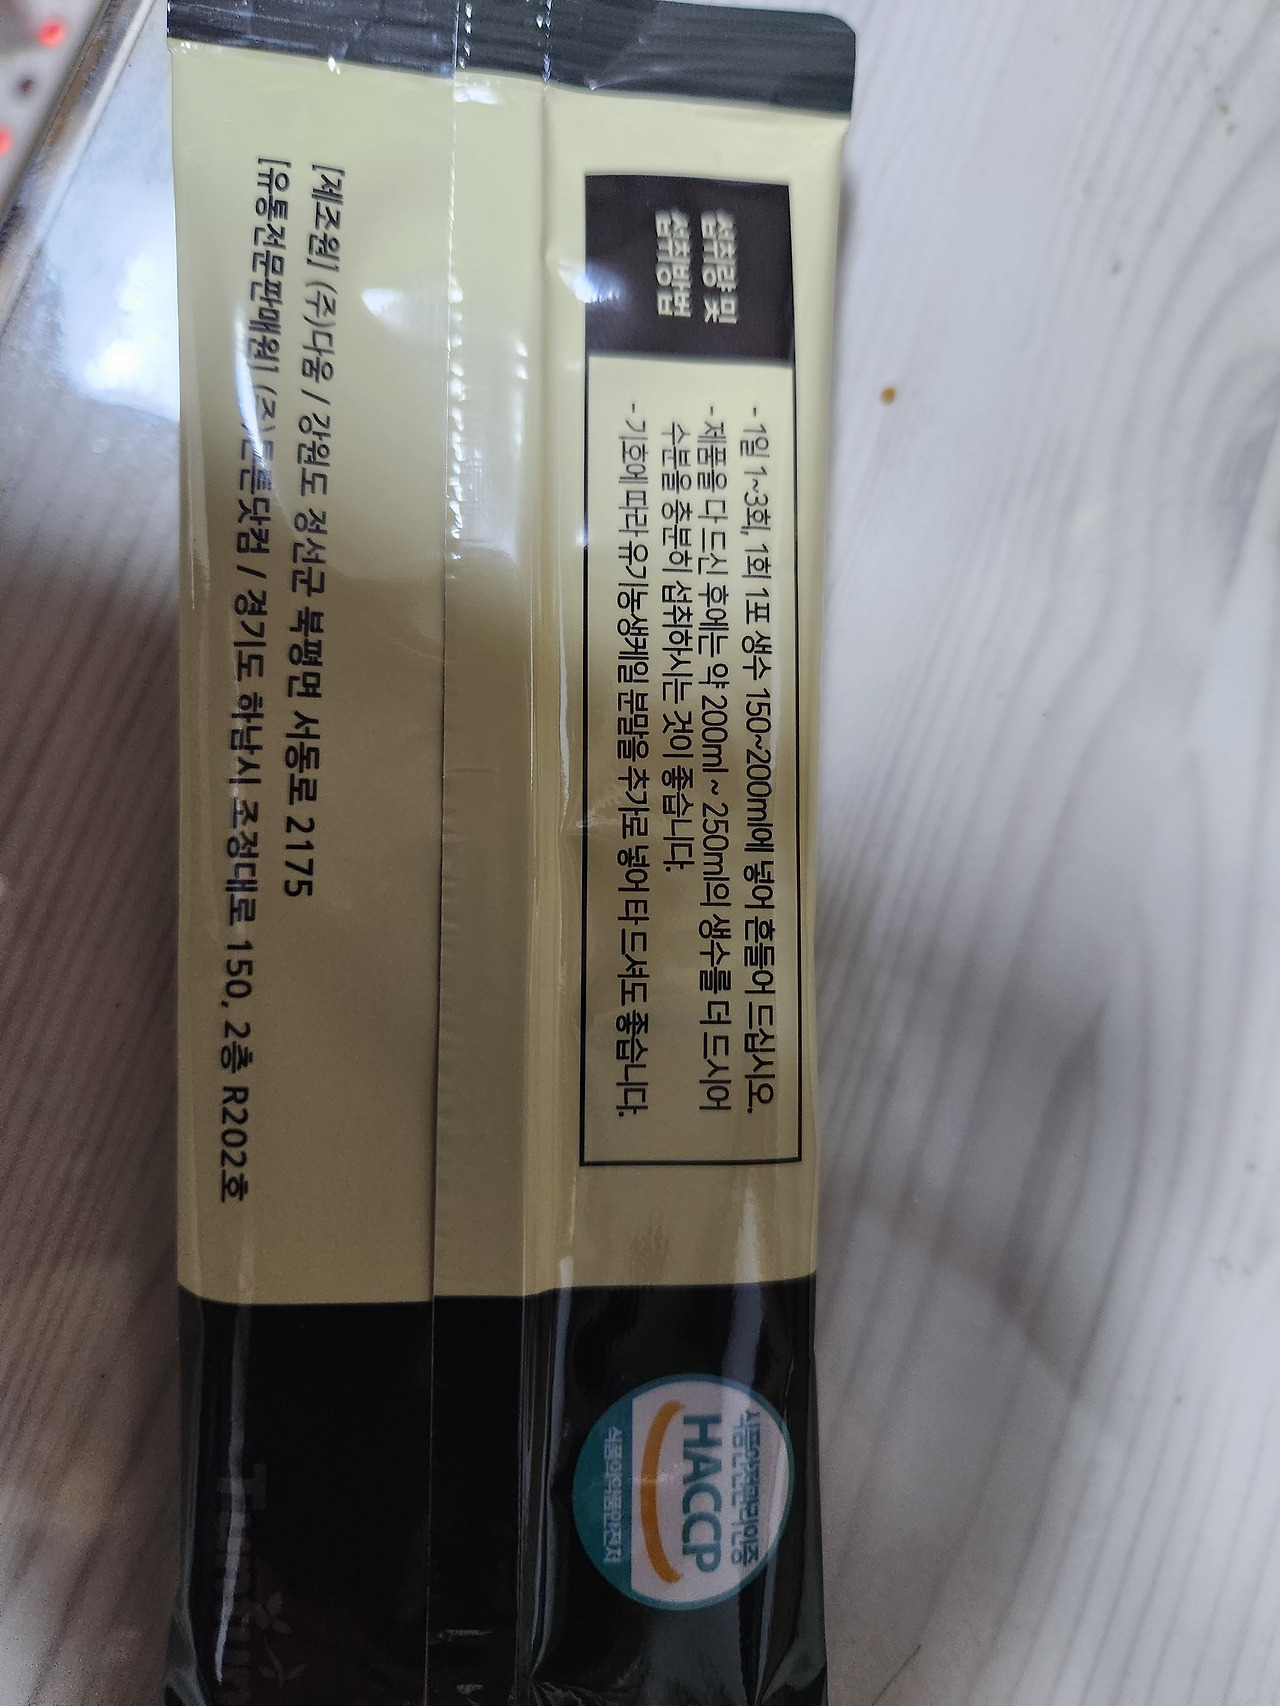 섭취량 및
섭취방법
- 1일 1~3회, 1회 1포 생수 150~200ml에 넣어 흔들어 드십시오.
- 제품을 다 드신 후에는 약 200ml ~ 250ml의 생수를 더 드시어
수분을 충분히 섭취하시는 것이 좋습니다.
- 기호에 따라 유기농생케일 분말을 추가로 넣어 타 드셔도 좋습니다.
[제조원] (주)다움 / 강원도 정선군 북평면 서동로 2175
[유통전문판매원] (주)튼튼닷컴 / 경기도 하남시 조정대로 150, 2층 R202호
식품안전관리인증
HACCP
식품의약품안전처